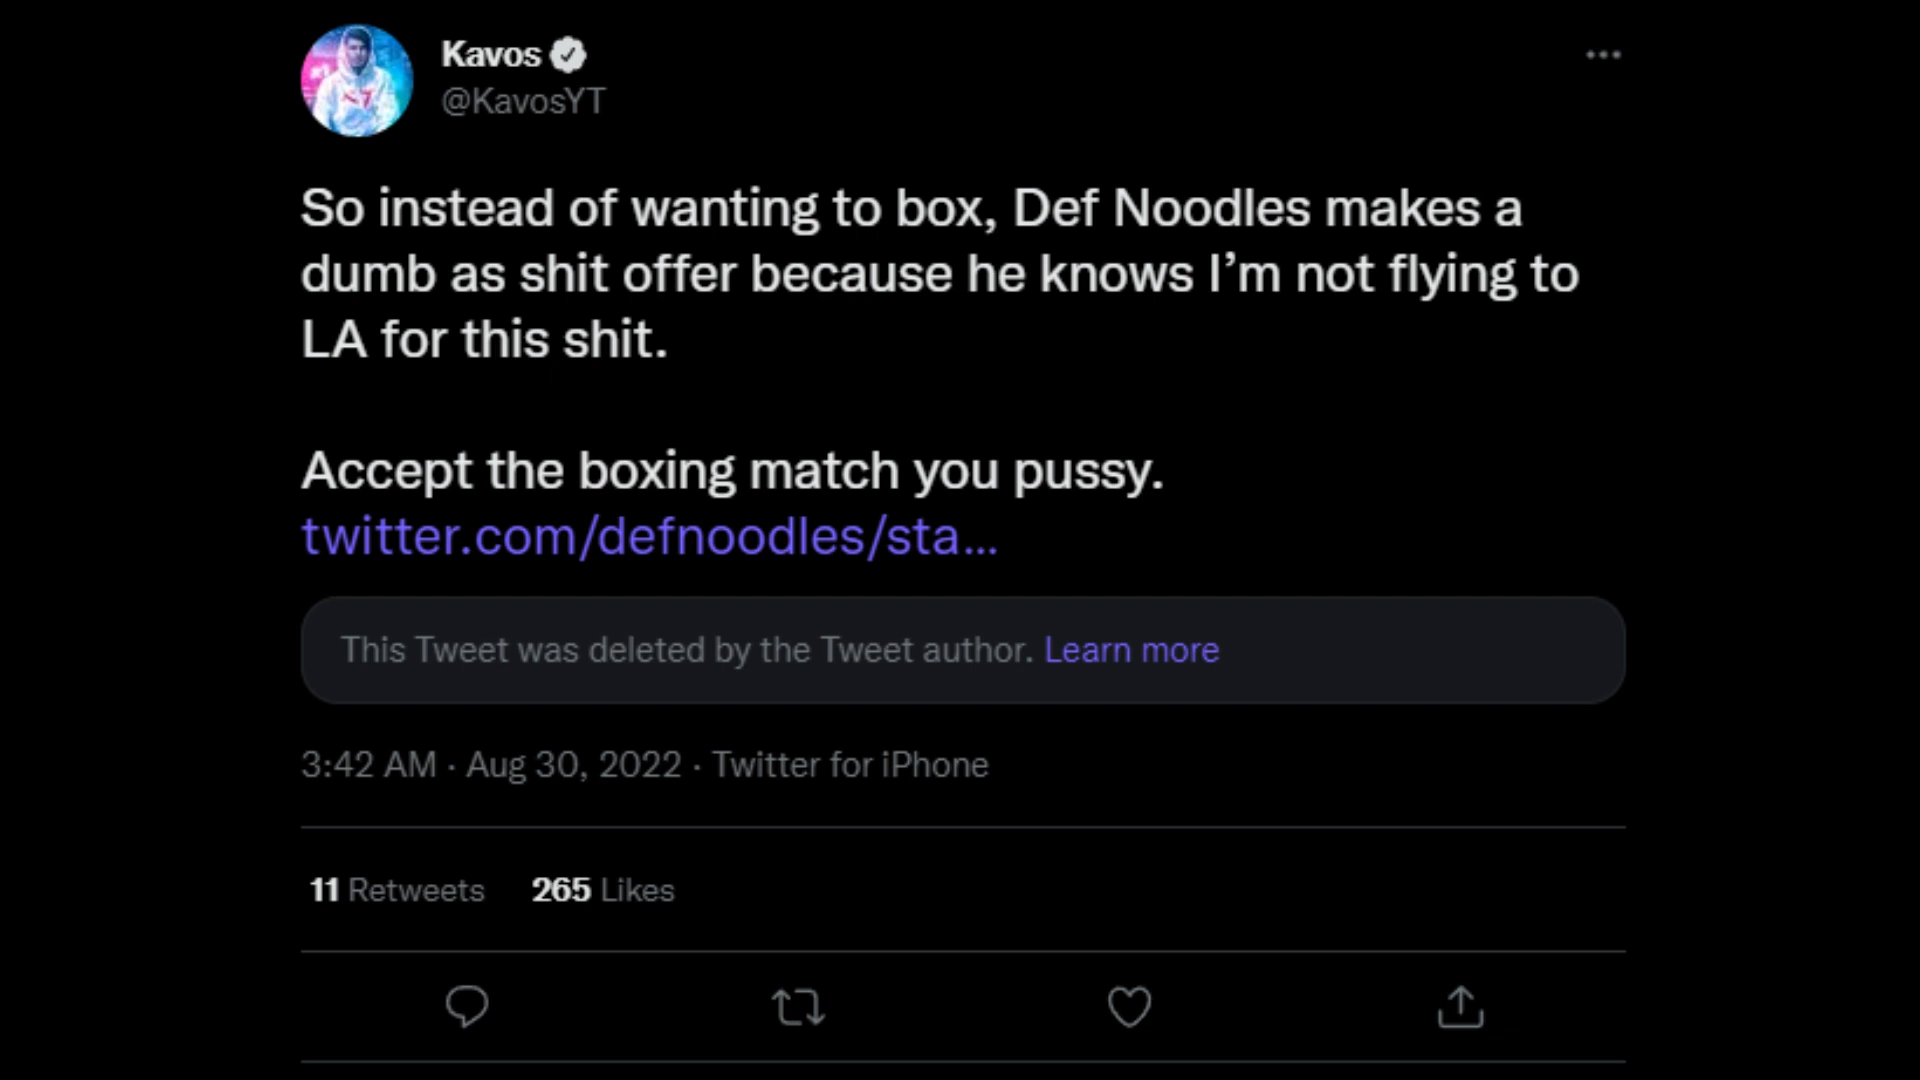 Kavos
@KavosYT
So instead of wanting to box, Def Noodles makes a
dumb as shit offer because he knows I’m not flying to
LA for this shit.
Accept the boxing match you pussy.
twitter.com/defnoodles/sta...
This Tweet was deleted by the Tweet author. Learn more
3:42 AM · Aug 30, 2022 · Twitter for iPhone
11 Retweets 265 Likes